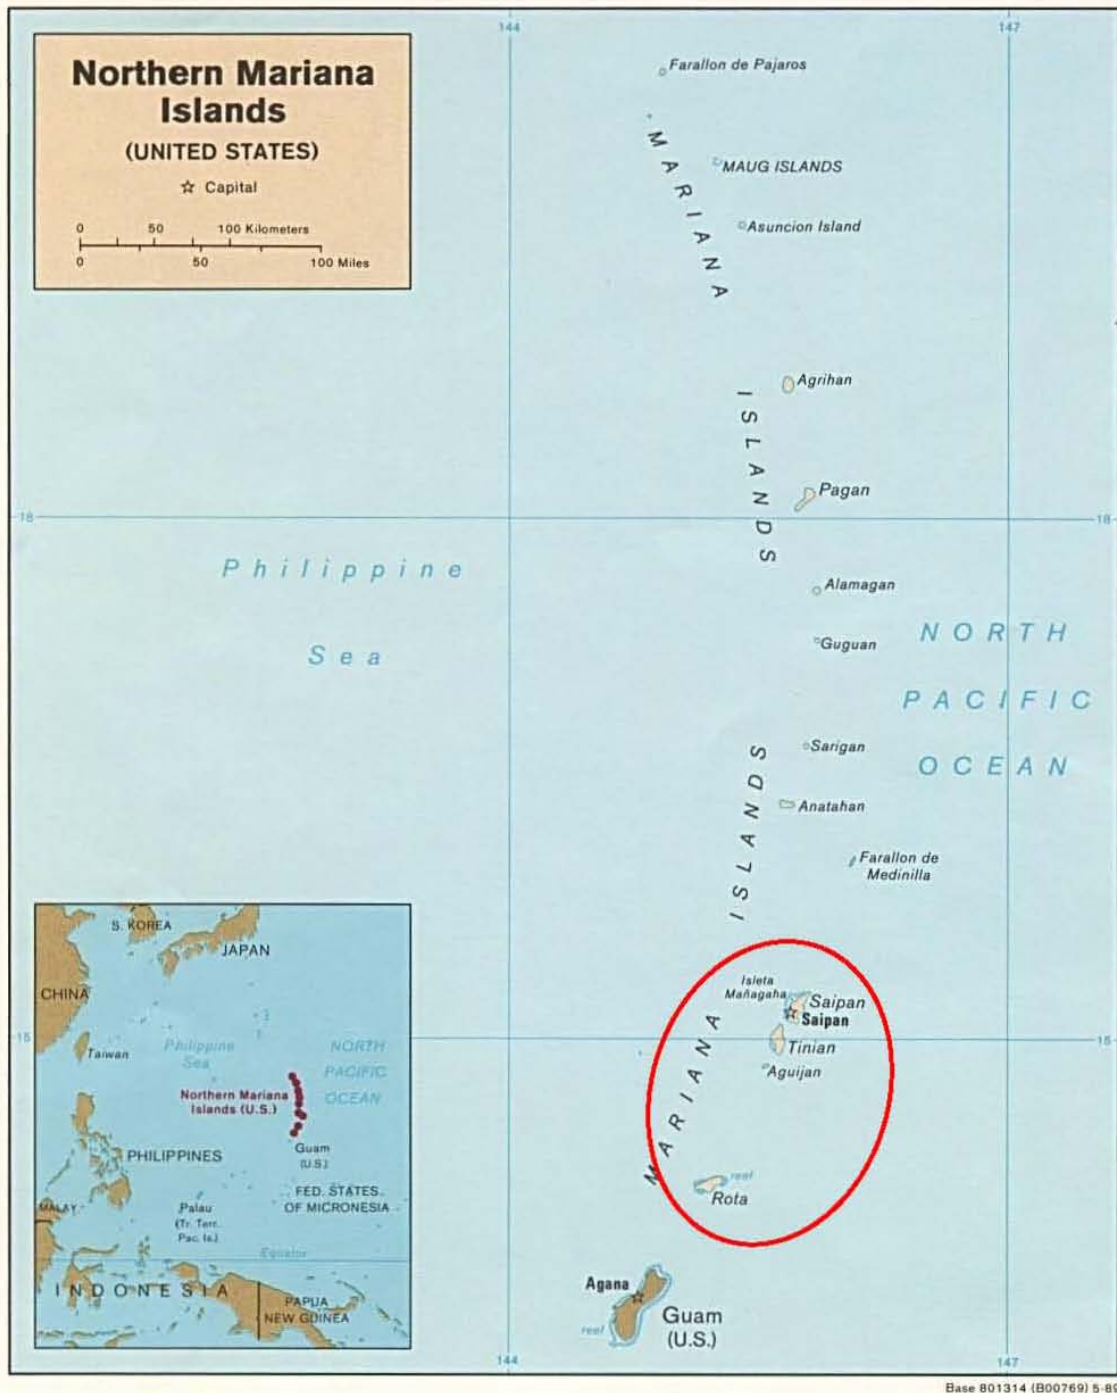 144
147
Northern Mariana
Islands
(UNITED STATES)
☆ Capital
0 50 100 Kilometers
0 50 100 Miles
Farallon de Pajaros
MARIANA
MAUG ISLANDS
Asuncion Island
ISLANDS
Agrihan
Pagan
18
18
Philippine
Sea
Alamagan
Guguan
NORTH
PACIFIC
OCEAN
Sarigan
ISLANDS
Anatahan
Farallon de
Medinilla
Isleta
Mañagaha
Saipan
Saipan
15
15
MARIANA
Tinian
Aguijan
reef
Rota
Agana
Guam
(U.S.)
reef
S. KOREA
JAPAN
CHINA
Taiwan
Philippine
Sea
NORTH
PACIFIC
OCEAN
Northern Mariana
Islands (U.S.)
Guam
(U.S.)
PHILIPPINES
FED. STATES
OF MICRONESIA
MALAY.
Palau
(Tr. Terr.
Pac. Is.)
Equator
INDONESIA
PAPUA
NEW GUINEA
144
147
Base 801314 (B00769) 5-89